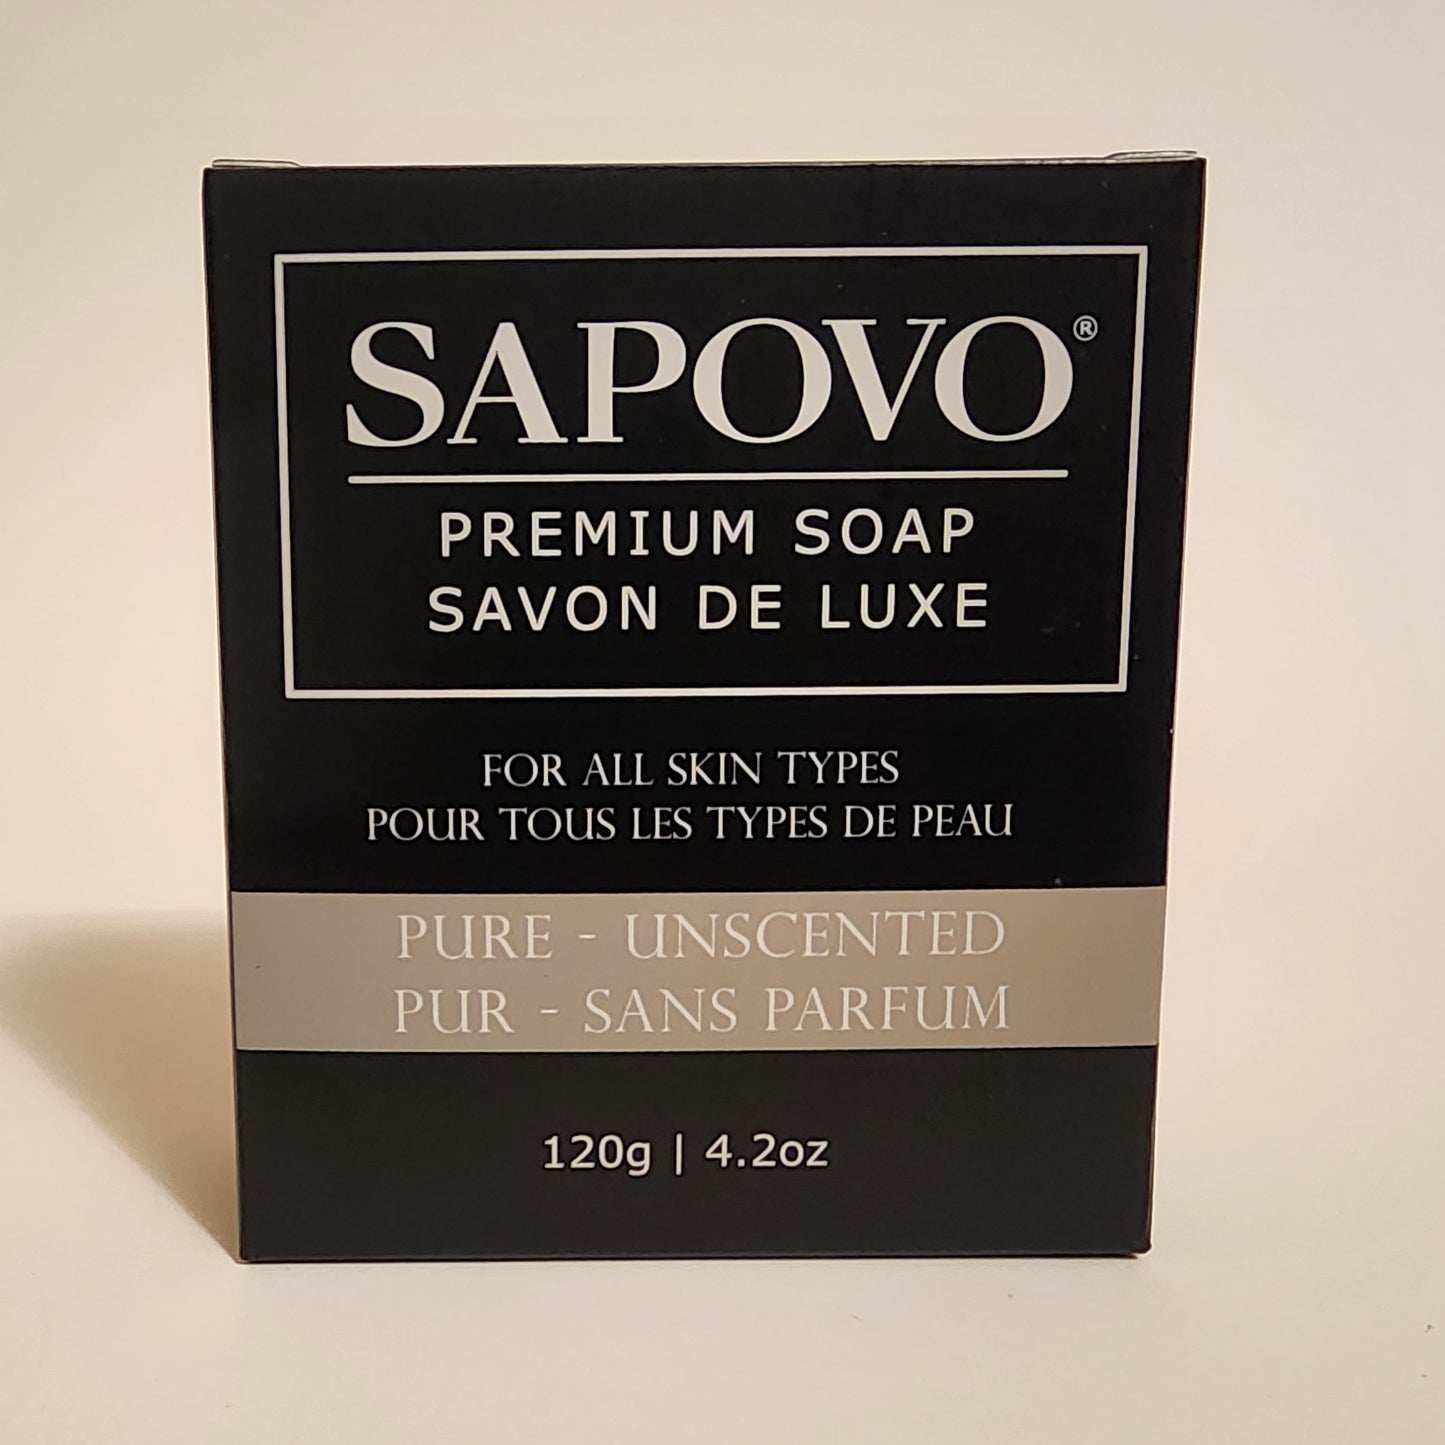 SAPOVO®
PREMIUM SOAP
SAVON DE LUXE
FOR ALL SKIN TYPES
POUR TOUS LES TYPES DE PEAU
PURE - UNSCENTED
PUR - SANS PARFUM
120g | 4.2oz